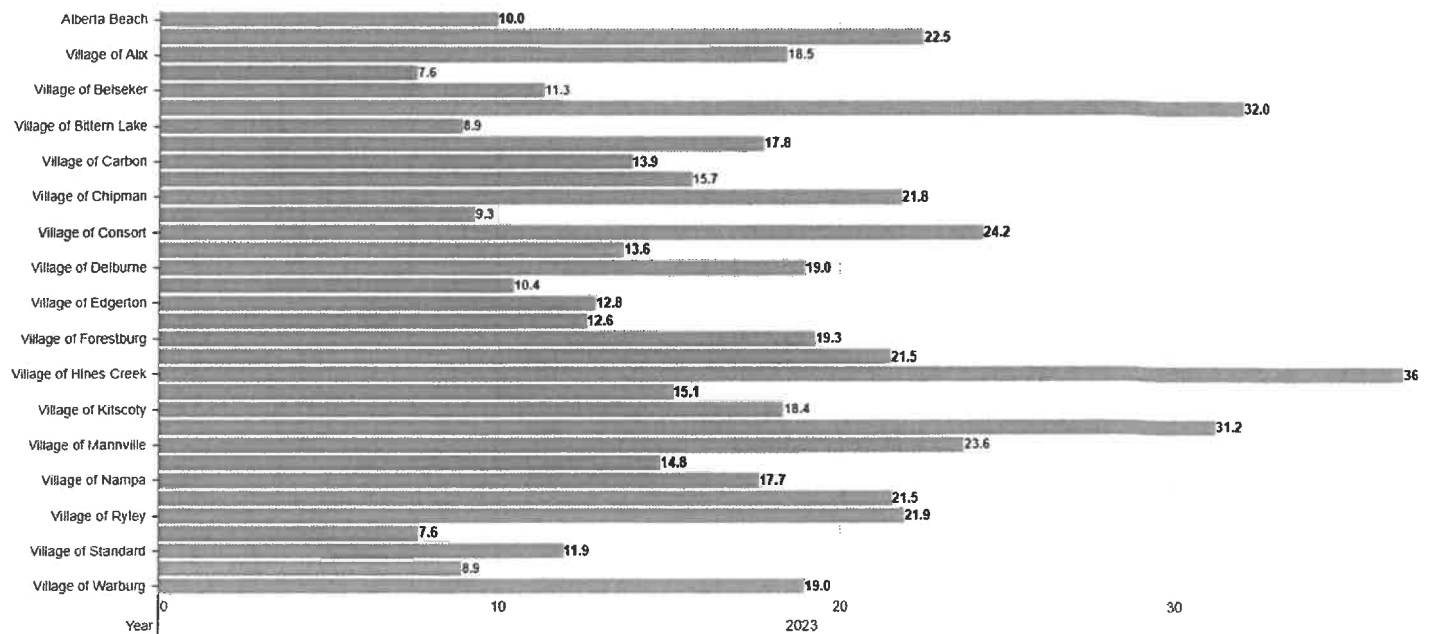 Alberta Beach 10.0
22.5
Village of Alix 18.5
7.6
Village of Beiseker 11.3
32.0
Village of Bittern Lake 8.9
17.8
Village of Carbon 13.9
15.7
Village of Chipman 21.8
9.3
Village of Consort 24.2
13.6
Village of Delburne 19.0
10.4
Village of Edgerton 12.8
12.6
Village of Forestburg 19.3
21.5
Village of Hines Creek 36
15.1
Village of Kitscoty 18.4
31.2
Village of Mannville 23.6
14.8
Village of Nampa 17.7
21.5
Village of Ryley 21.9
7.6
Village of Standard 11.9
8.9
Village of Warburg 19.0
0 10 20 30
Year 2023